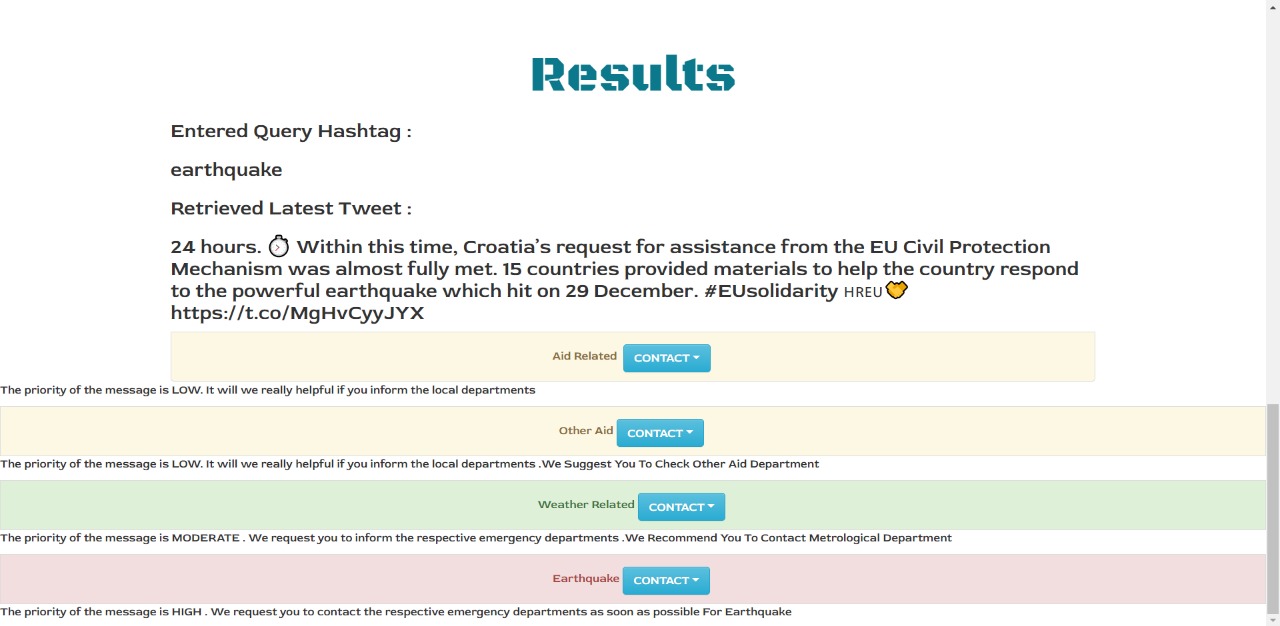 Results
Entered Query Hashtag :
earthquake
Retrieved Latest Tweet :
24 hours. ⏱ Within this time, Croatia’s request for assistance from the EU Civil Protection
Mechanism was almost fully met. 15 countries provided materials to help the country respond
to the powerful earthquake which hit on 29 December. #EUsolidarity HREU🤝
https://t.co/MgHvCyyJYX
Aid Related CONTACT
The priority of the message is LOW. It will we really helpful if you inform the local departments
Other Aid CONTACT
The priority of the message is LOW. It will we really helpful if you inform the local departments .We Suggest You To Check Other Aid Department
Weather Related CONTACT
The priority of the message is MODERATE . We request you to inform the respective emergency departments .We Recommend You To Contact Metrological Department
Earthquake CONTACT
The priority of the message is HIGH . We request you to contact the respective emergency departments as soon as possible For Earthquake